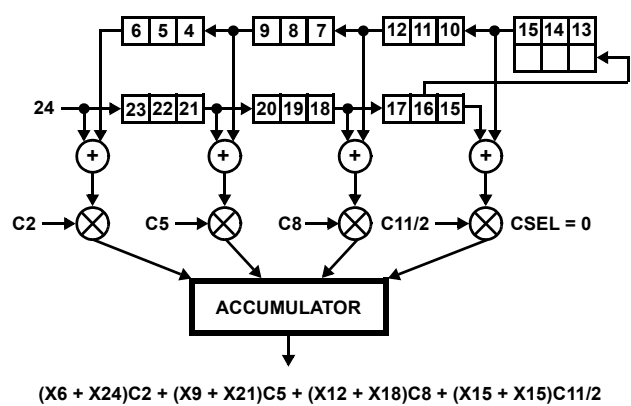 6 5 4 9 8 7 12 11 10 15 14 13
24 23 22 21 20 19 18 17 16 15
+ + + +
C2 C5 C8 C11/2 CSEL = 0
ACCUMULATOR
(X6 + X24)C2 + (X9 + X21)C5 + (X12 + X18)C8 + (X15 + X15)C11/2